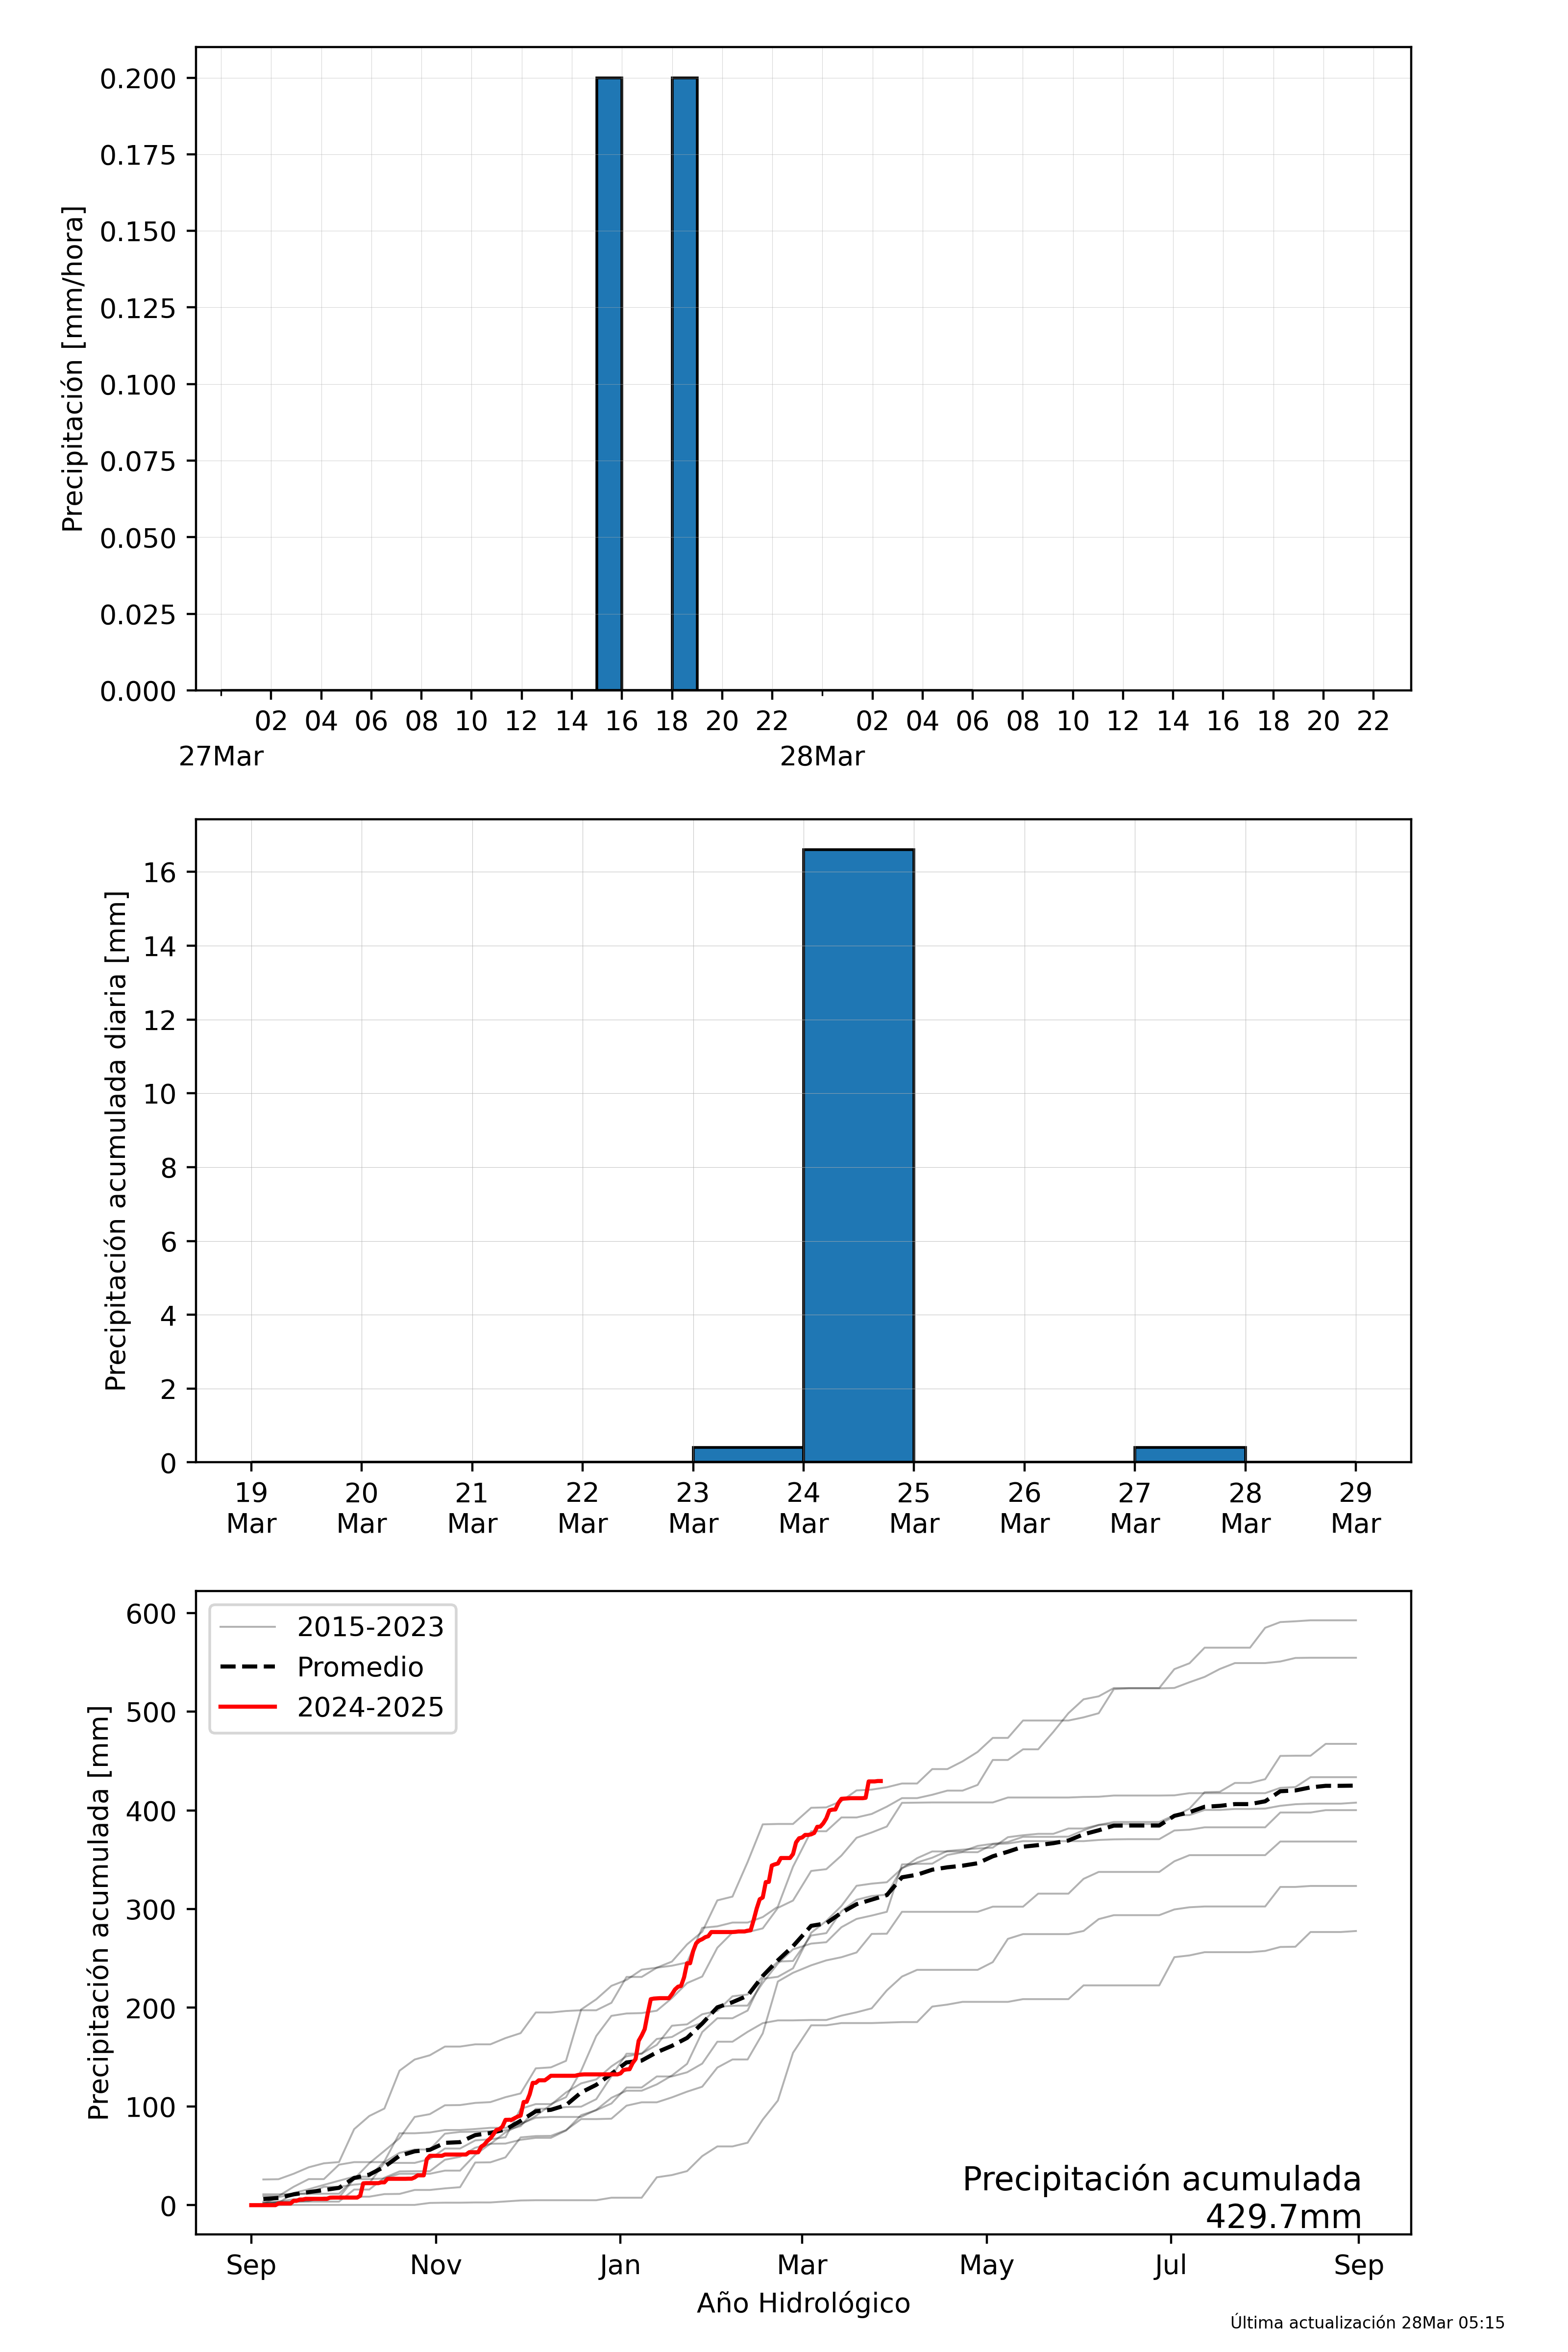 Precipitación [mm/hora]
0.200
0.175
0.150
0.125
0.100
0.075
0.050
0.025
0.000
02 04 06 08 10 12 14 16 18 20 22 02 04 06 08 10 12 14 16 18 20 22
27Mar 28Mar
Precipitación acumulada diaria [mm]
16
14
12
10
8
6
4
2
0
19 20 21 22 23 24 25 26 27 28 29
Mar Mar Mar Mar Mar Mar Mar Mar Mar Mar Mar
Precipitación acumulada [mm]
600
500
400
300
200
100
0
2015-2023
Promedio
2024-2025
Precipitación acumulada
429.7mm
Sep Nov Jan Mar May Jul Sep
Año Hidrológico
Última actualización 28Mar 05:15